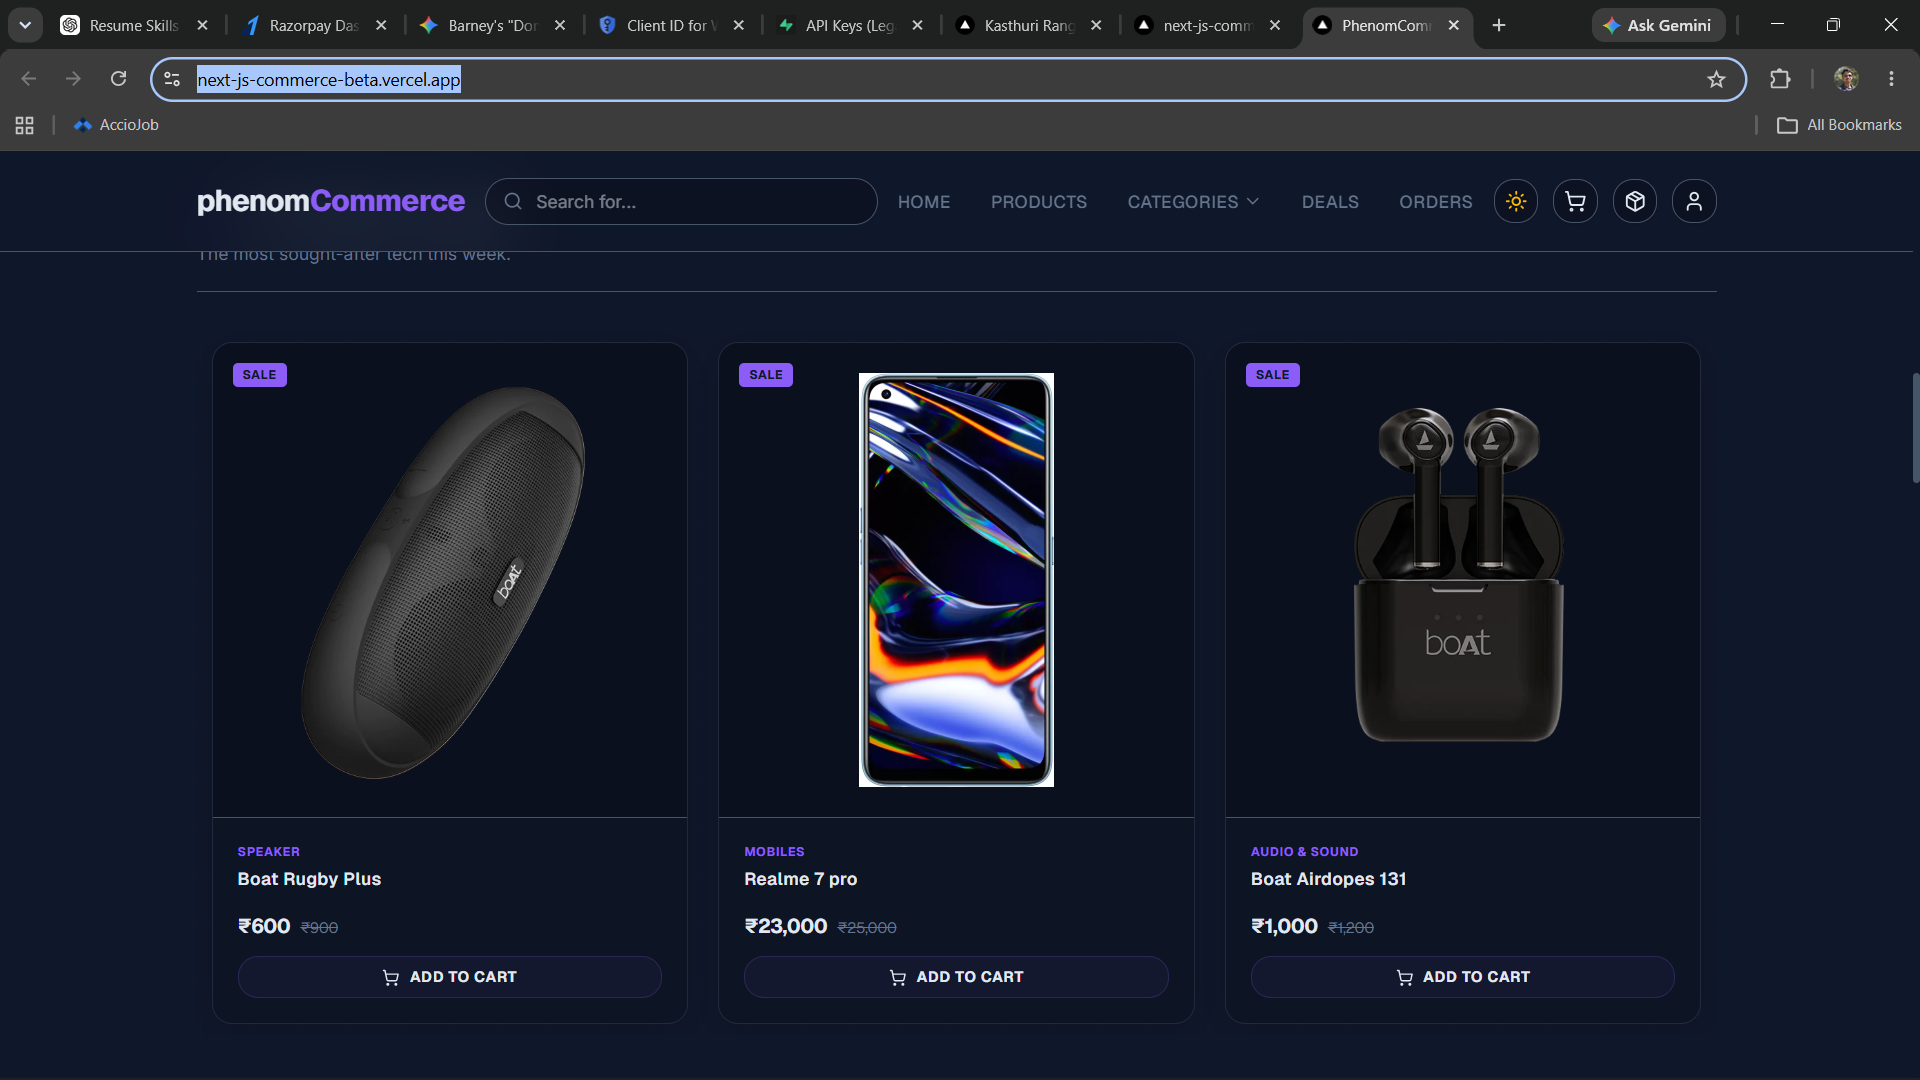 Resume Skills
Razorpay Das
Barney's "Don
Client ID for W
API Keys (Leg
Kasthuri Rang
next-js-comm
PhenomCom
Ask Gemini
next-js-commerce-beta.vercel.app
AccioJob
All Bookmarks
phenomCommerce
Search for...
HOME
PRODUCTS
CATEGORIES
DEALS
ORDERS
The most sought-after tech this week.
SALE
SALE
SALE
boAt
boAt
SPEAKER
Boat Rugby Plus
₹600 ₹900
ADD TO CART
MOBILES
Realme 7 pro
₹23,000 ₹25,000
ADD TO CART
AUDIO & SOUND
Boat Airdopes 131
₹1,000 ₹1,200
ADD TO CART